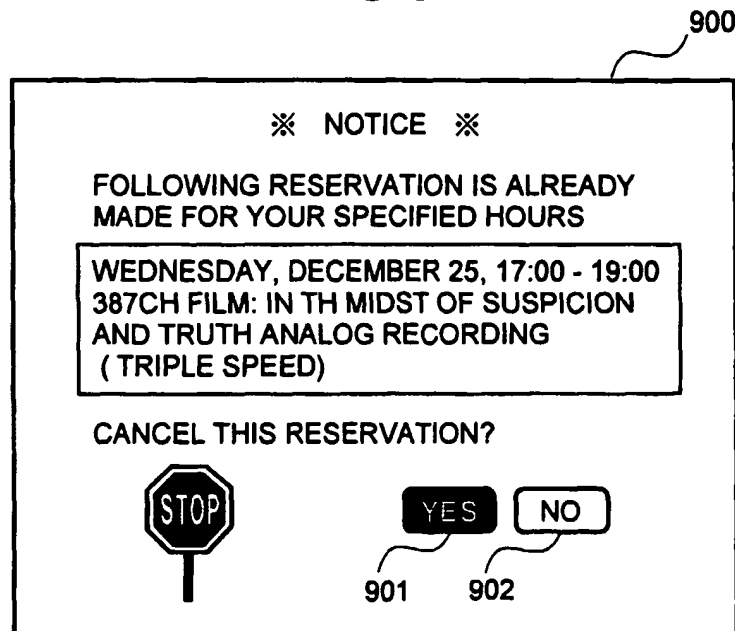 900
※ NOTICE ※
FOLLOWING RESERVATION IS ALREADY
MADE FOR YOUR SPECIFIED HOURS
WEDNESDAY, DECEMBER 25, 17:00 - 19:00
387CH FILM: IN TH MIDST OF SUSPICION
AND TRUTH ANALOG RECORDING
( TRIPLE SPEED)
CANCEL THIS RESERVATION?
STOP YES NO
901 902